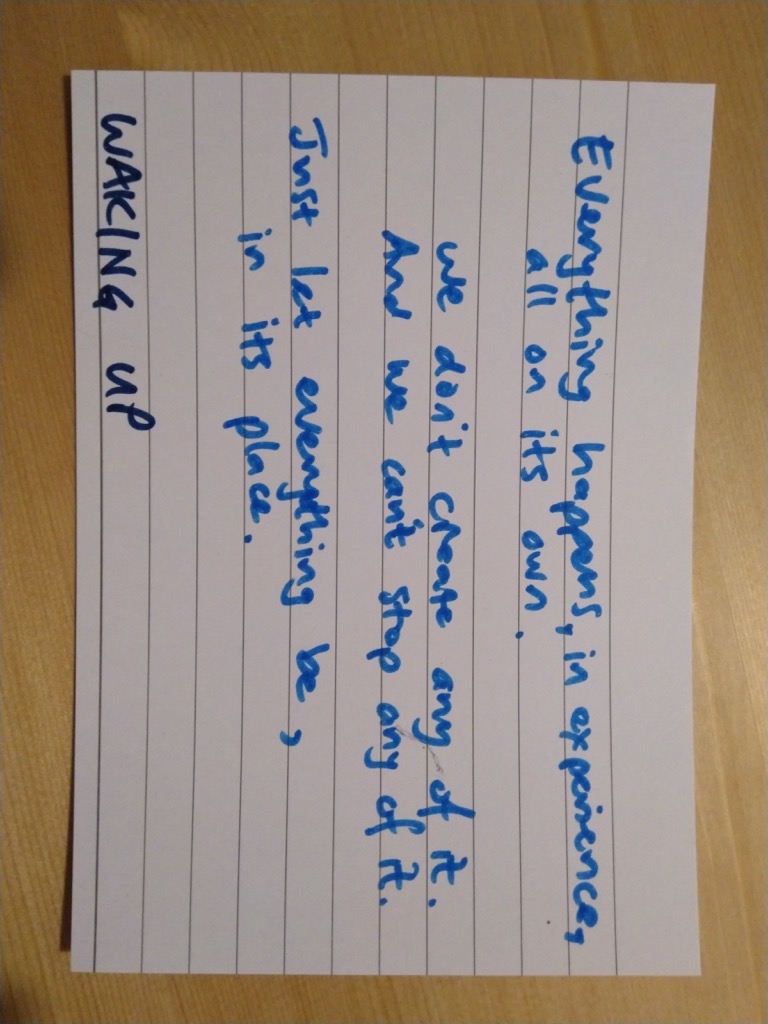 Everything happens, in experience,
all on its own.
We don't create any of it.
And we can't stop any of it.
Just let everything be,
in its place.
WAKING UP